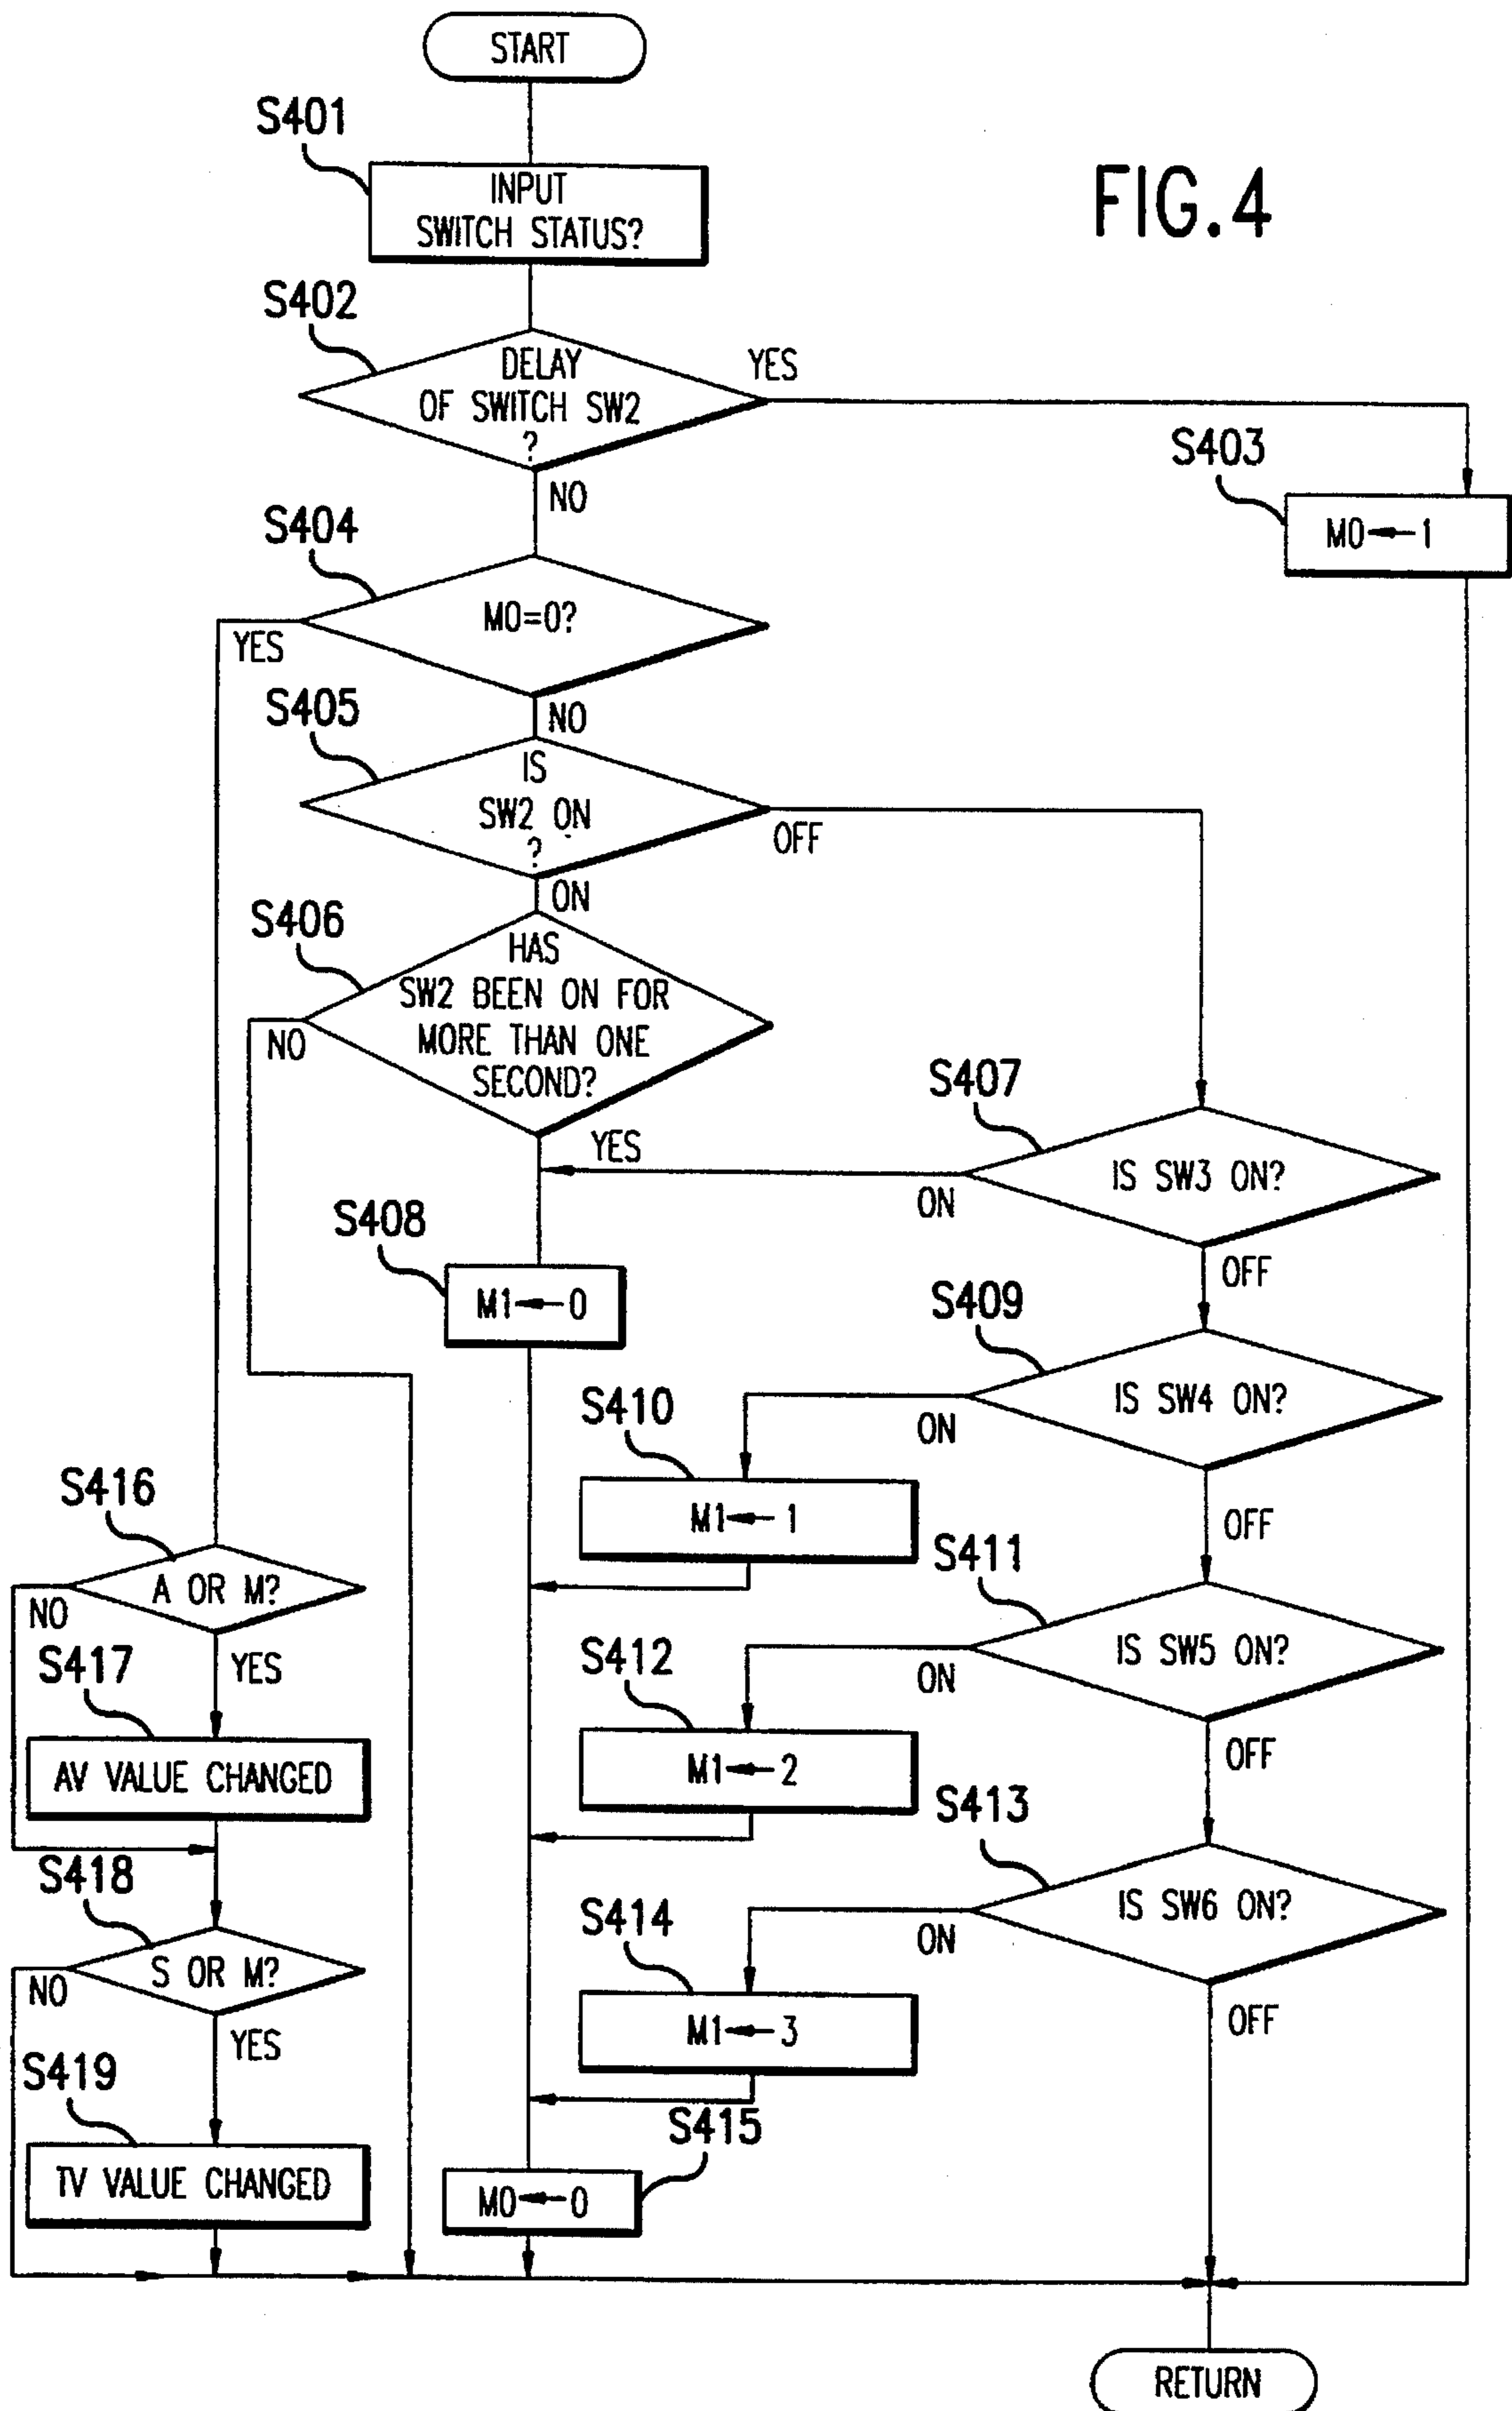 START
S401
INPUT
SWITCH STATUS?
FIG.4
S402
DELAY
OF SWITCH SW2
?
YES
NO
S403
M0←1
S404
M0=0?
YES
NO
S405
IS
SW2 ON
?
OFF
ON
S406
HAS
SW2 BEEN ON FOR
MORE THAN ONE
SECOND?
NO
YES
S407
IS SW3 ON?
ON
OFF
S408
M1←0
S409
IS SW4 ON?
ON
OFF
S410
M1←1
S411
IS SW5 ON?
ON
OFF
S412
M1←2
S413
IS SW6 ON?
ON
OFF
S414
M1←3
S415
M0←0
S416
A OR M?
NO
YES
S417
AV VALUE CHANGED
S418
S OR M?
NO
YES
S419
TV VALUE CHANGED
RETURN